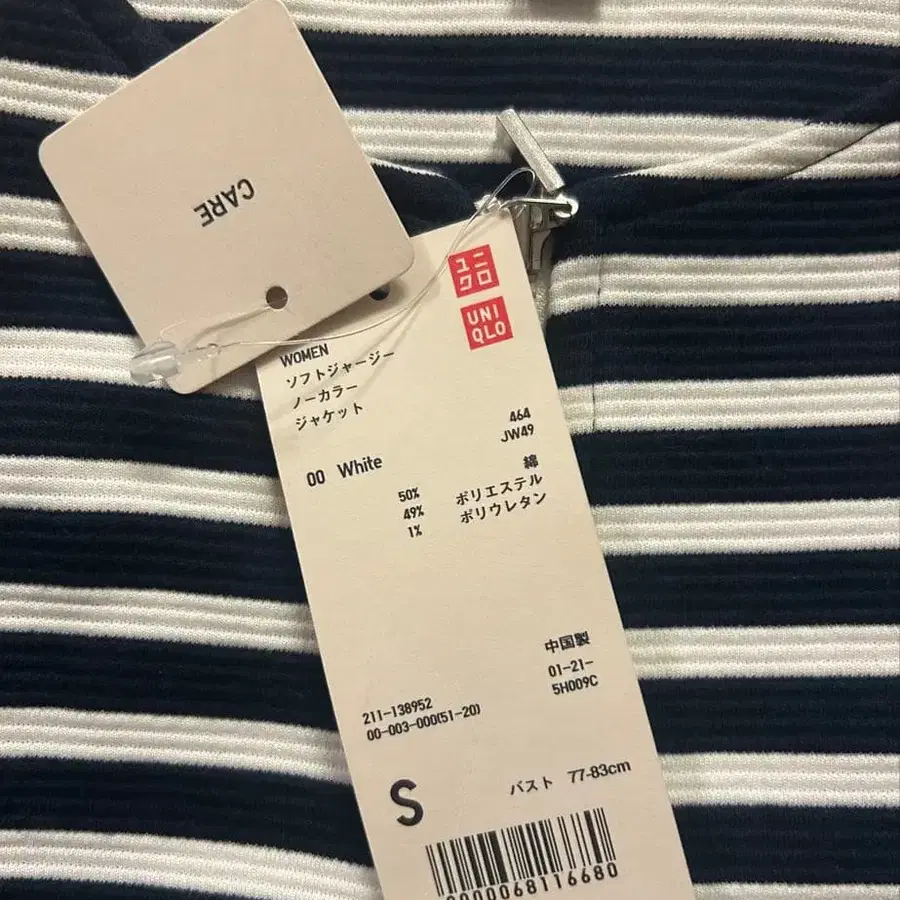 CARE
ユニ
クロ
UNI
QLO
WOMEN
ソフトジャージー
ノーカラー
ジャケット
464
JW49
00 White
50% 綿
49% ポリエステル
1% ポリウレタン
中国製
01-21-
5H009C
211-138952
00-003-000(51-20)
S バスト 77-83cm
0000068116680